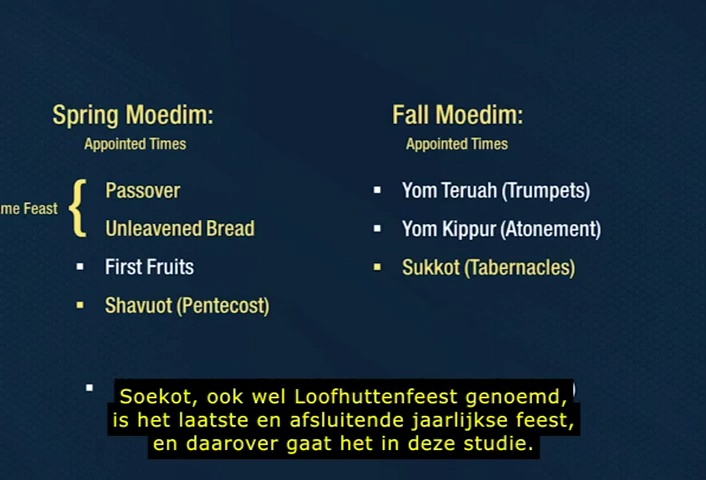 Spring Moedim:
Appointed Times
me Feast
Passover
Unleavened Bread
First Fruits
Shavuot (Pentecost)
Fall Moedim:
Appointed Times
Yom Teruah (Trumpets)
Yom Kippur (Atonement)
Sukkot (Tabernacles)
Soekot, ook wel Loofhuttenfeest genoemd,
is het laatste en afsluitende jaarlijkse feest,
en daarover gaat het in deze studie.